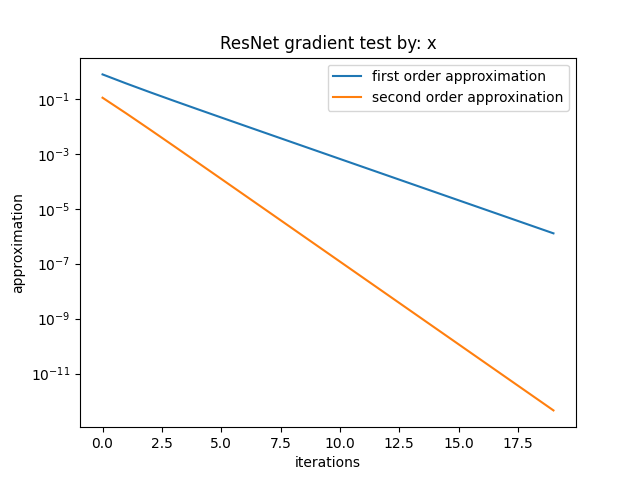 ResNet gradient test by: x
first order approximation
second order approxination
approximation
10⁻¹
10⁻³
10⁻⁵
10⁻⁷
10⁻⁹
10⁻¹¹
0.0 2.5 5.0 7.5 10.0 12.5 15.0 17.5
iterations